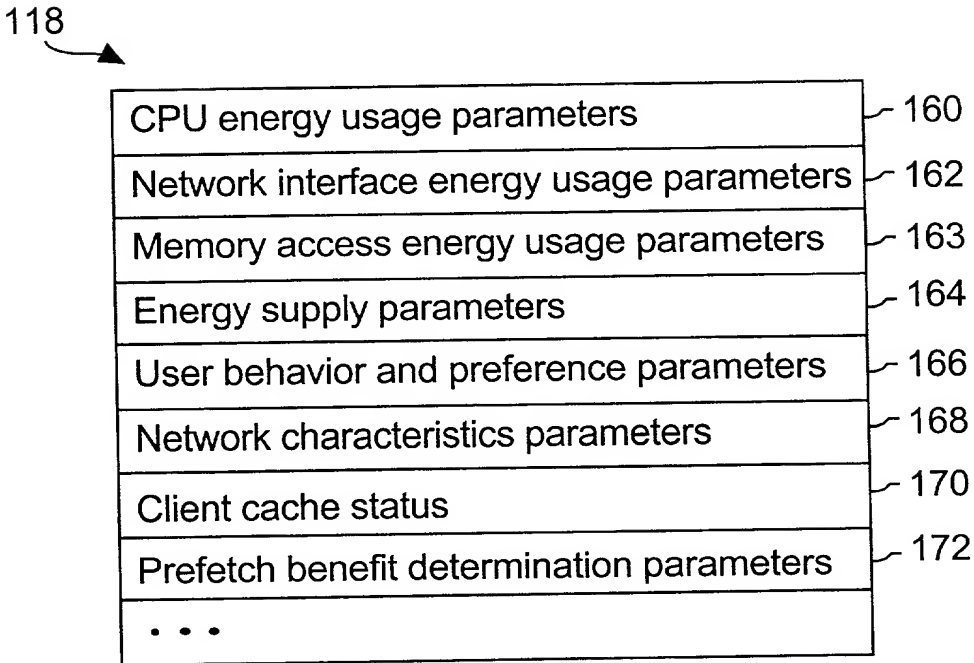 118
CPU energy usage parameters 160
Network interface energy usage parameters 162
Memory access energy usage parameters 163
Energy supply parameters 164
User behavior and preference parameters 166
Network characteristics parameters 168
Client cache status 170
Prefetch benefit determination parameters 172
• • •